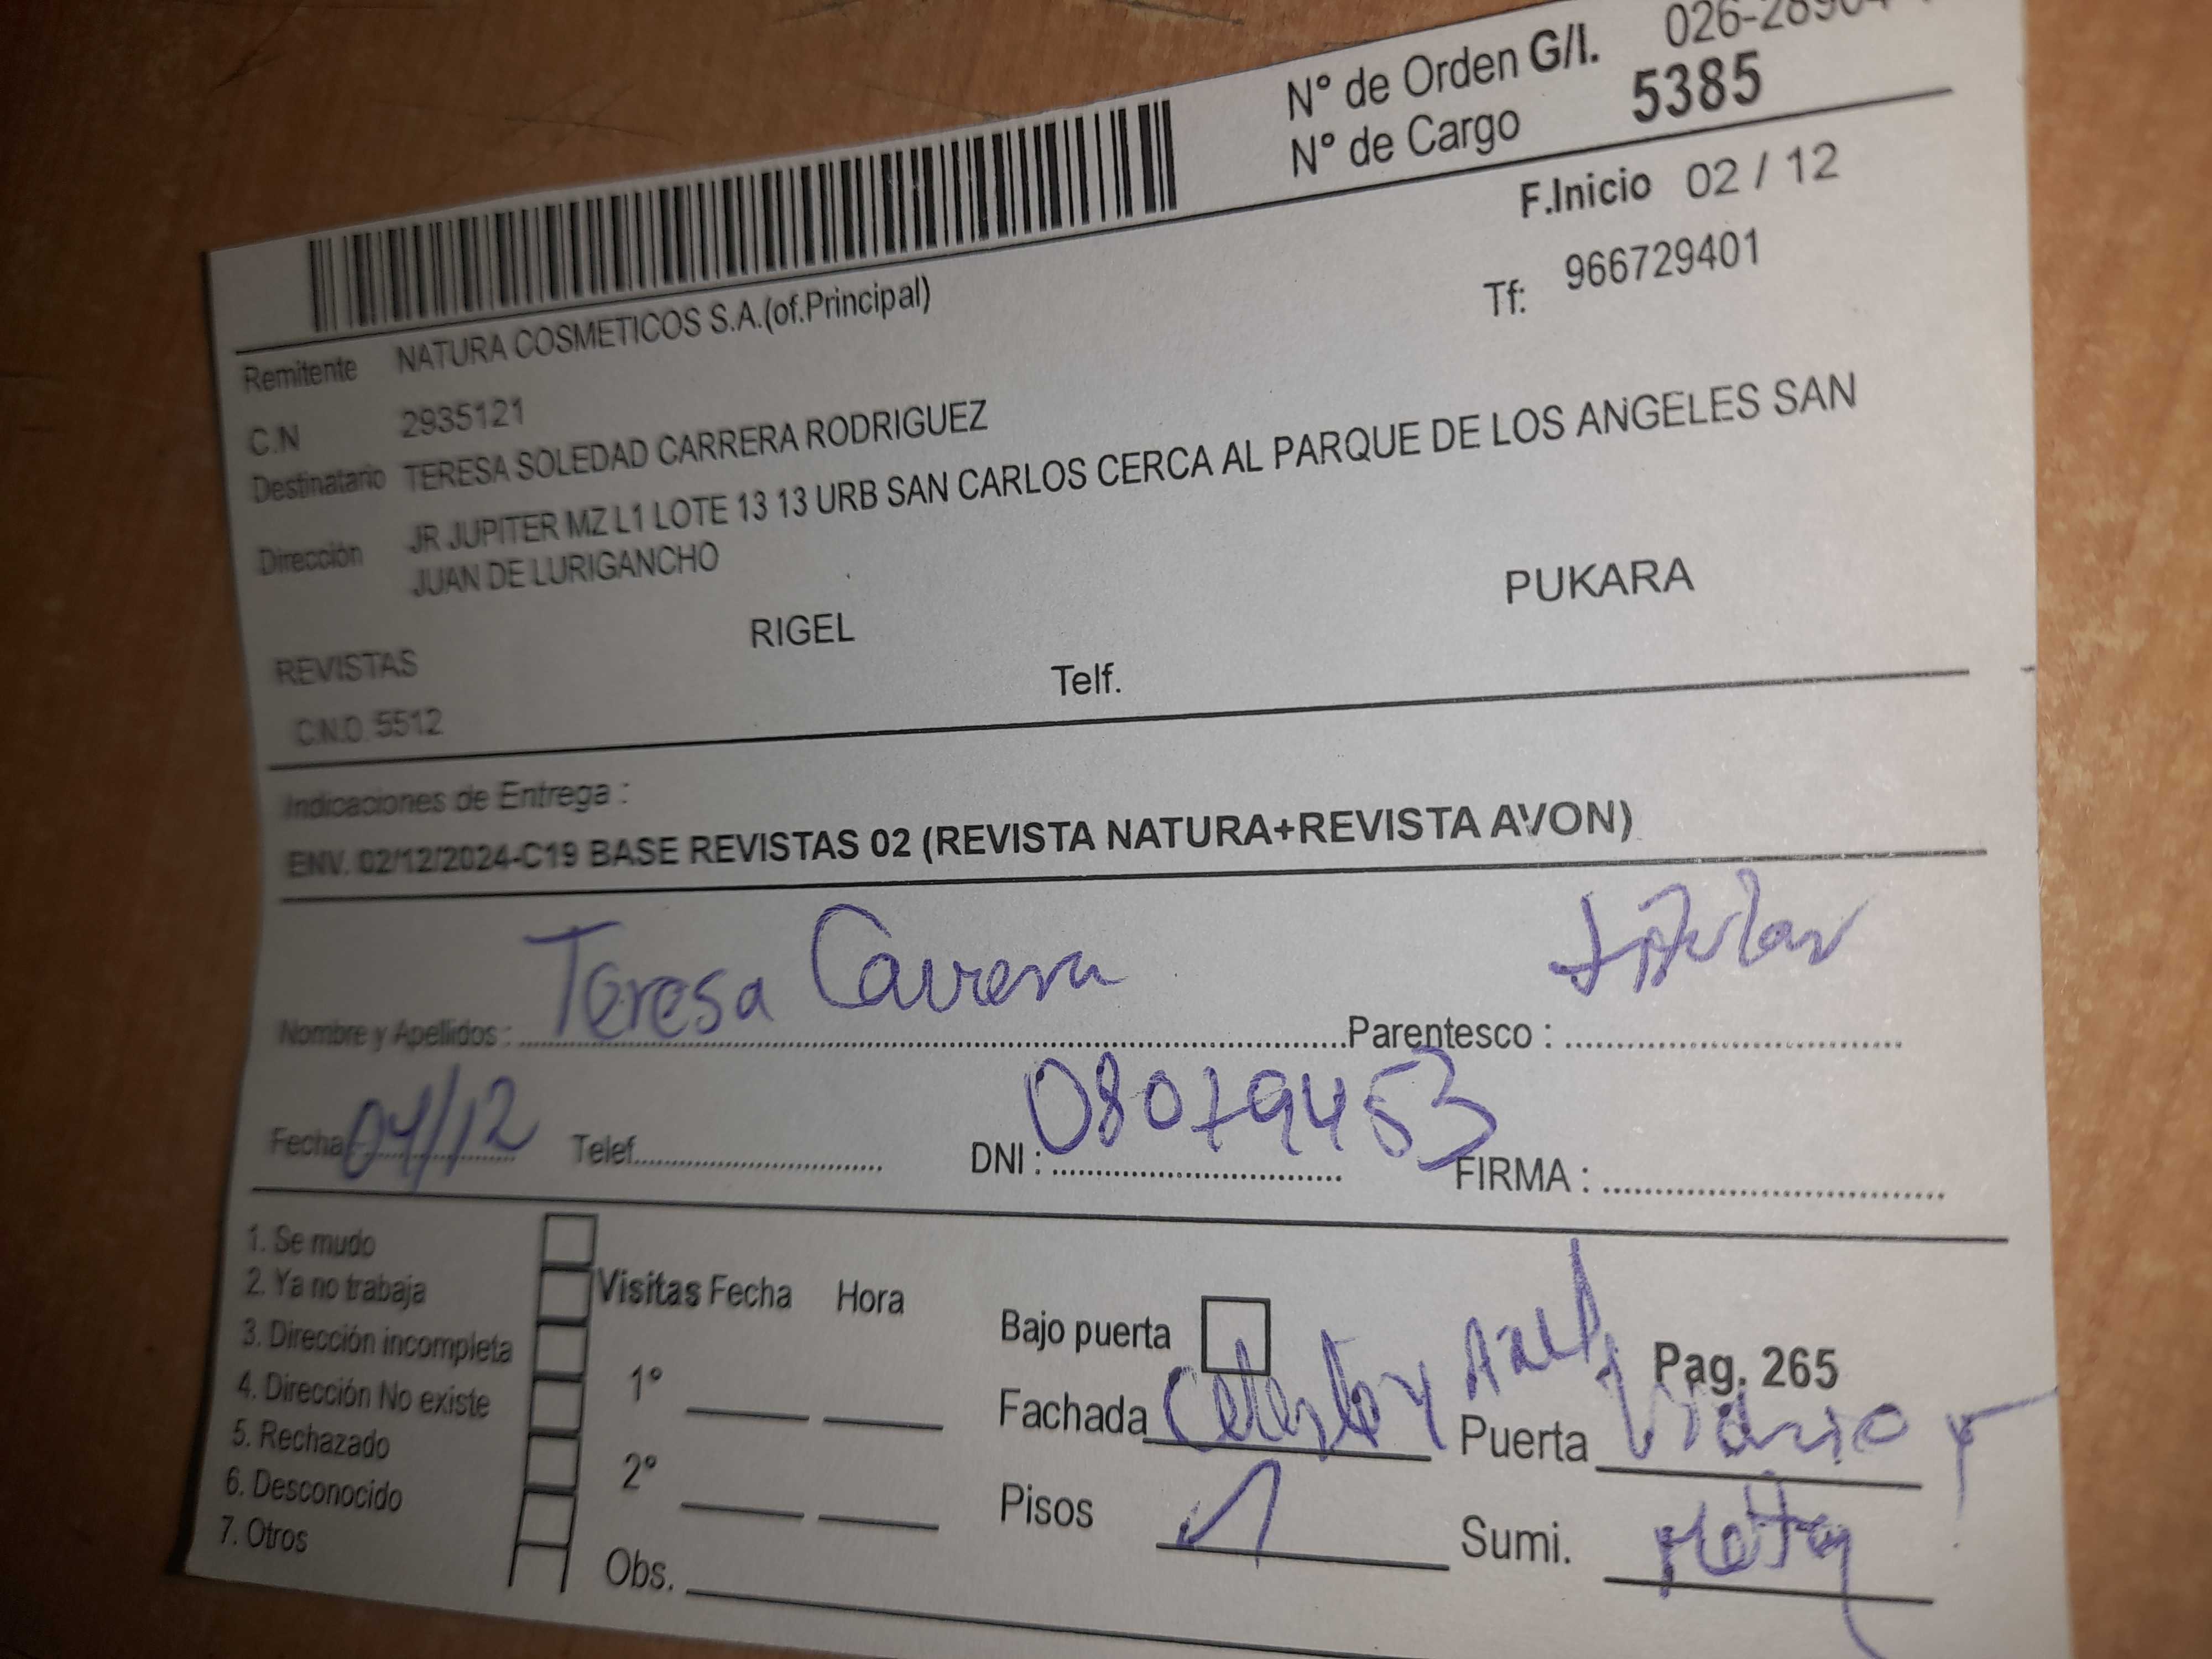 N° de Orden G/I.
N° de Cargo 5385
F.Inicio 02 / 12
Remitente NATURA COSMETICOS S.A.(of.Principal)
Tf: 966729401
C.N 2935121
Destinatario TERESA SOLEDAD CARRERA RODRIGUEZ
Dirección JR JUPITER MZ L1 LOTE 13 13 URB SAN CARLOS CERCA AL PARQUE DE LOS ANGELES SAN
JUAN DE LURIGANCHO
REVISTAS RIGEL PUKARA
C.N.O. 5512 Telf.
Indicaciones de Entrega :
ENV. 02/12/2024-C19 BASE REVISTAS 02 (REVISTA NATURA+REVISTA AVON)
Nombre y Apellidos : Teresa Carrera Parentesco : titular
Fecha 04/12 Telef. DNI : 08079453 FIRMA :
1. Se mudo
2. Ya no trabaja
3. Dirección incompleta
4. Dirección No existe
5. Rechazado
6. Desconocido
7. Otros
Visitas Fecha Hora
1°
2°
Obs.
Bajo puerta
Pag. 265
Fachada Celeste y Azul Puerta Vidrio y
Pisos 1 Sumi.